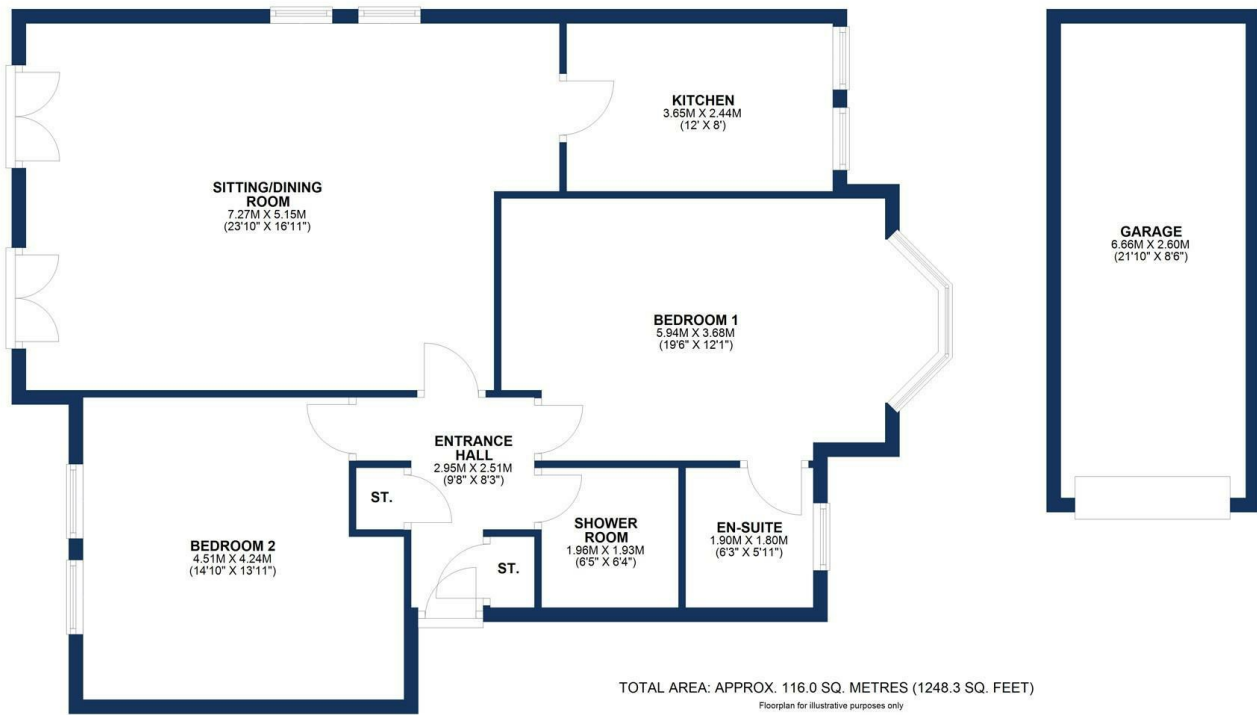 KITCHEN
3.65M X 2.44M
(12' X 8')
SITTING/DINING
ROOM
7.27M X 5.15M
(23'10" X 16'11")
GARAGE
6.66M X 2.60M
(21'10" X 8'6")
BEDROOM 1
5.94M X 3.68M
(19'6" X 12'1")
ENTRANCE
HALL
2.95M X 2.51M
(9'8" X 8'3")
ST.
BEDROOM 2
4.51M X 4.24M
(14'10" X 13'11")
SHOWER
ROOM
1.96M X 1.93M
(6'5" X 6'4")
EN-SUITE
1.90M X 1.80M
(6'3" X 5'11")
ST.
TOTAL AREA: APPROX. 116.0 SQ. METRES (1248.3 SQ. FEET)
Floorplan for illustrative purposes only